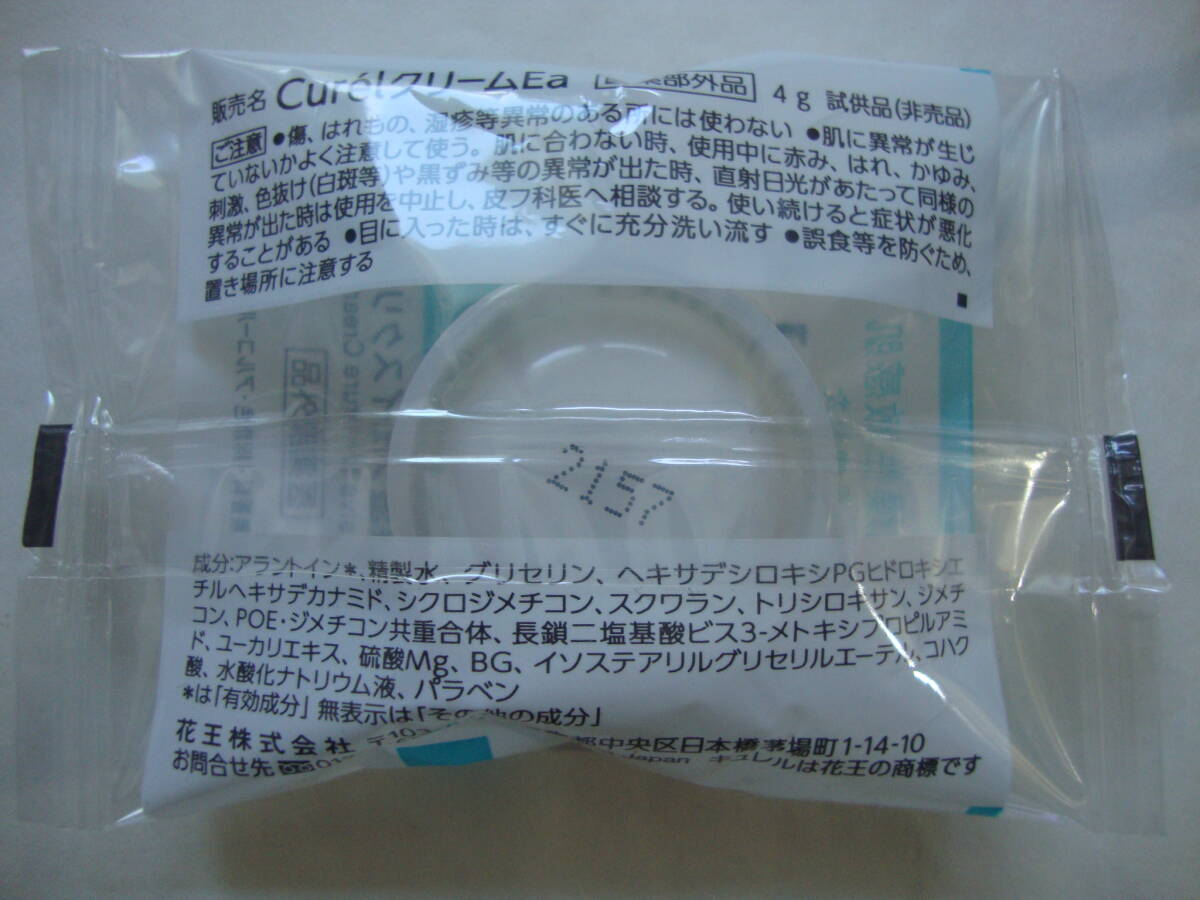 販売名 Curél クリームEa 医薬部外品 4g 試供品(非売品)
ご注意 ●傷、はれもの、湿疹等異常のある所には使わない ●肌に異常が生じ
ていないかよく注意して使う。肌に合わない時、使用中に赤み、はれ、かゆみ、
刺激、色抜け(白斑等)や黒ずみ等の異常が出た時、直射日光があたって同様の
異常が出た時は使用を中止し、皮フ科医へ相談する。使い続けると症状が悪化
することがある ●目に入った時は、すぐに充分洗い流す ●誤食等を防ぐため、
置き場所に注意する
2157
成分:アラントイン*、精製水、グリセリン、ヘキサデシロキシPGヒドロキシエ
チルヘキサデカナミド、シクロジメチコン、スクワラン、トリシロキサン、ジメチ
コン、POE・ジメチコン共重合体、長鎖二塩基酸ビス3-メトキシプロピルアミ
ド、ユーカリエキス、硫酸Mg、BG、イソステアリルグリセリルエーテル、コハク
酸、水酸化ナトリウム液、パラベン
*は「有効成分」無表示は「その他の成分」
花王株式会社 〒103 都中央区日本橋茅場町1-14-10
お問合せ先 Japan キュレルは花王の商標です